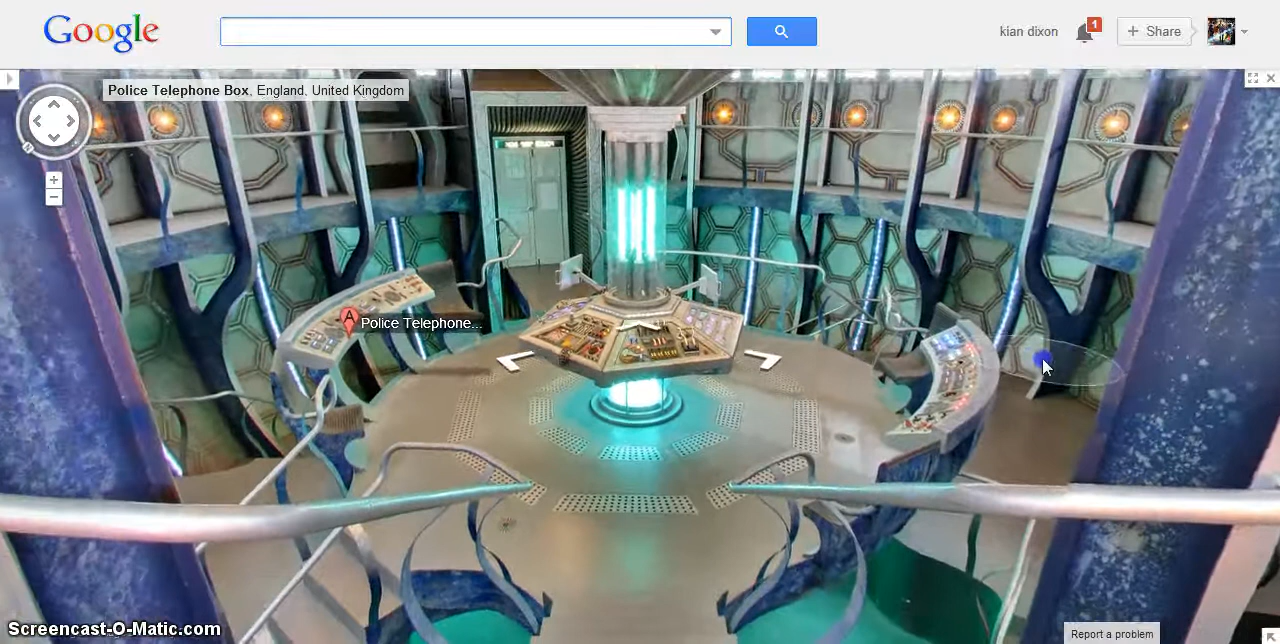 Google
kian dixon
1
+ Share
Police Telephone Box, England, United Kingdom
+
−
A
Police Telephone...
Screencast-O-Matic.com
Report a problem